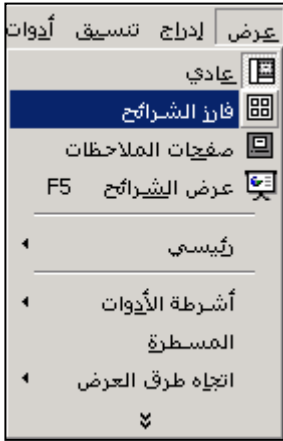 عرض إدراج تنسيق أدوات
عادي
فارز الشرائح
صفحات الملاحظات
عرض الشرائح F5
رئيسي
أشرطة الأدوات
المسطرة
اتجاه طرق العرض